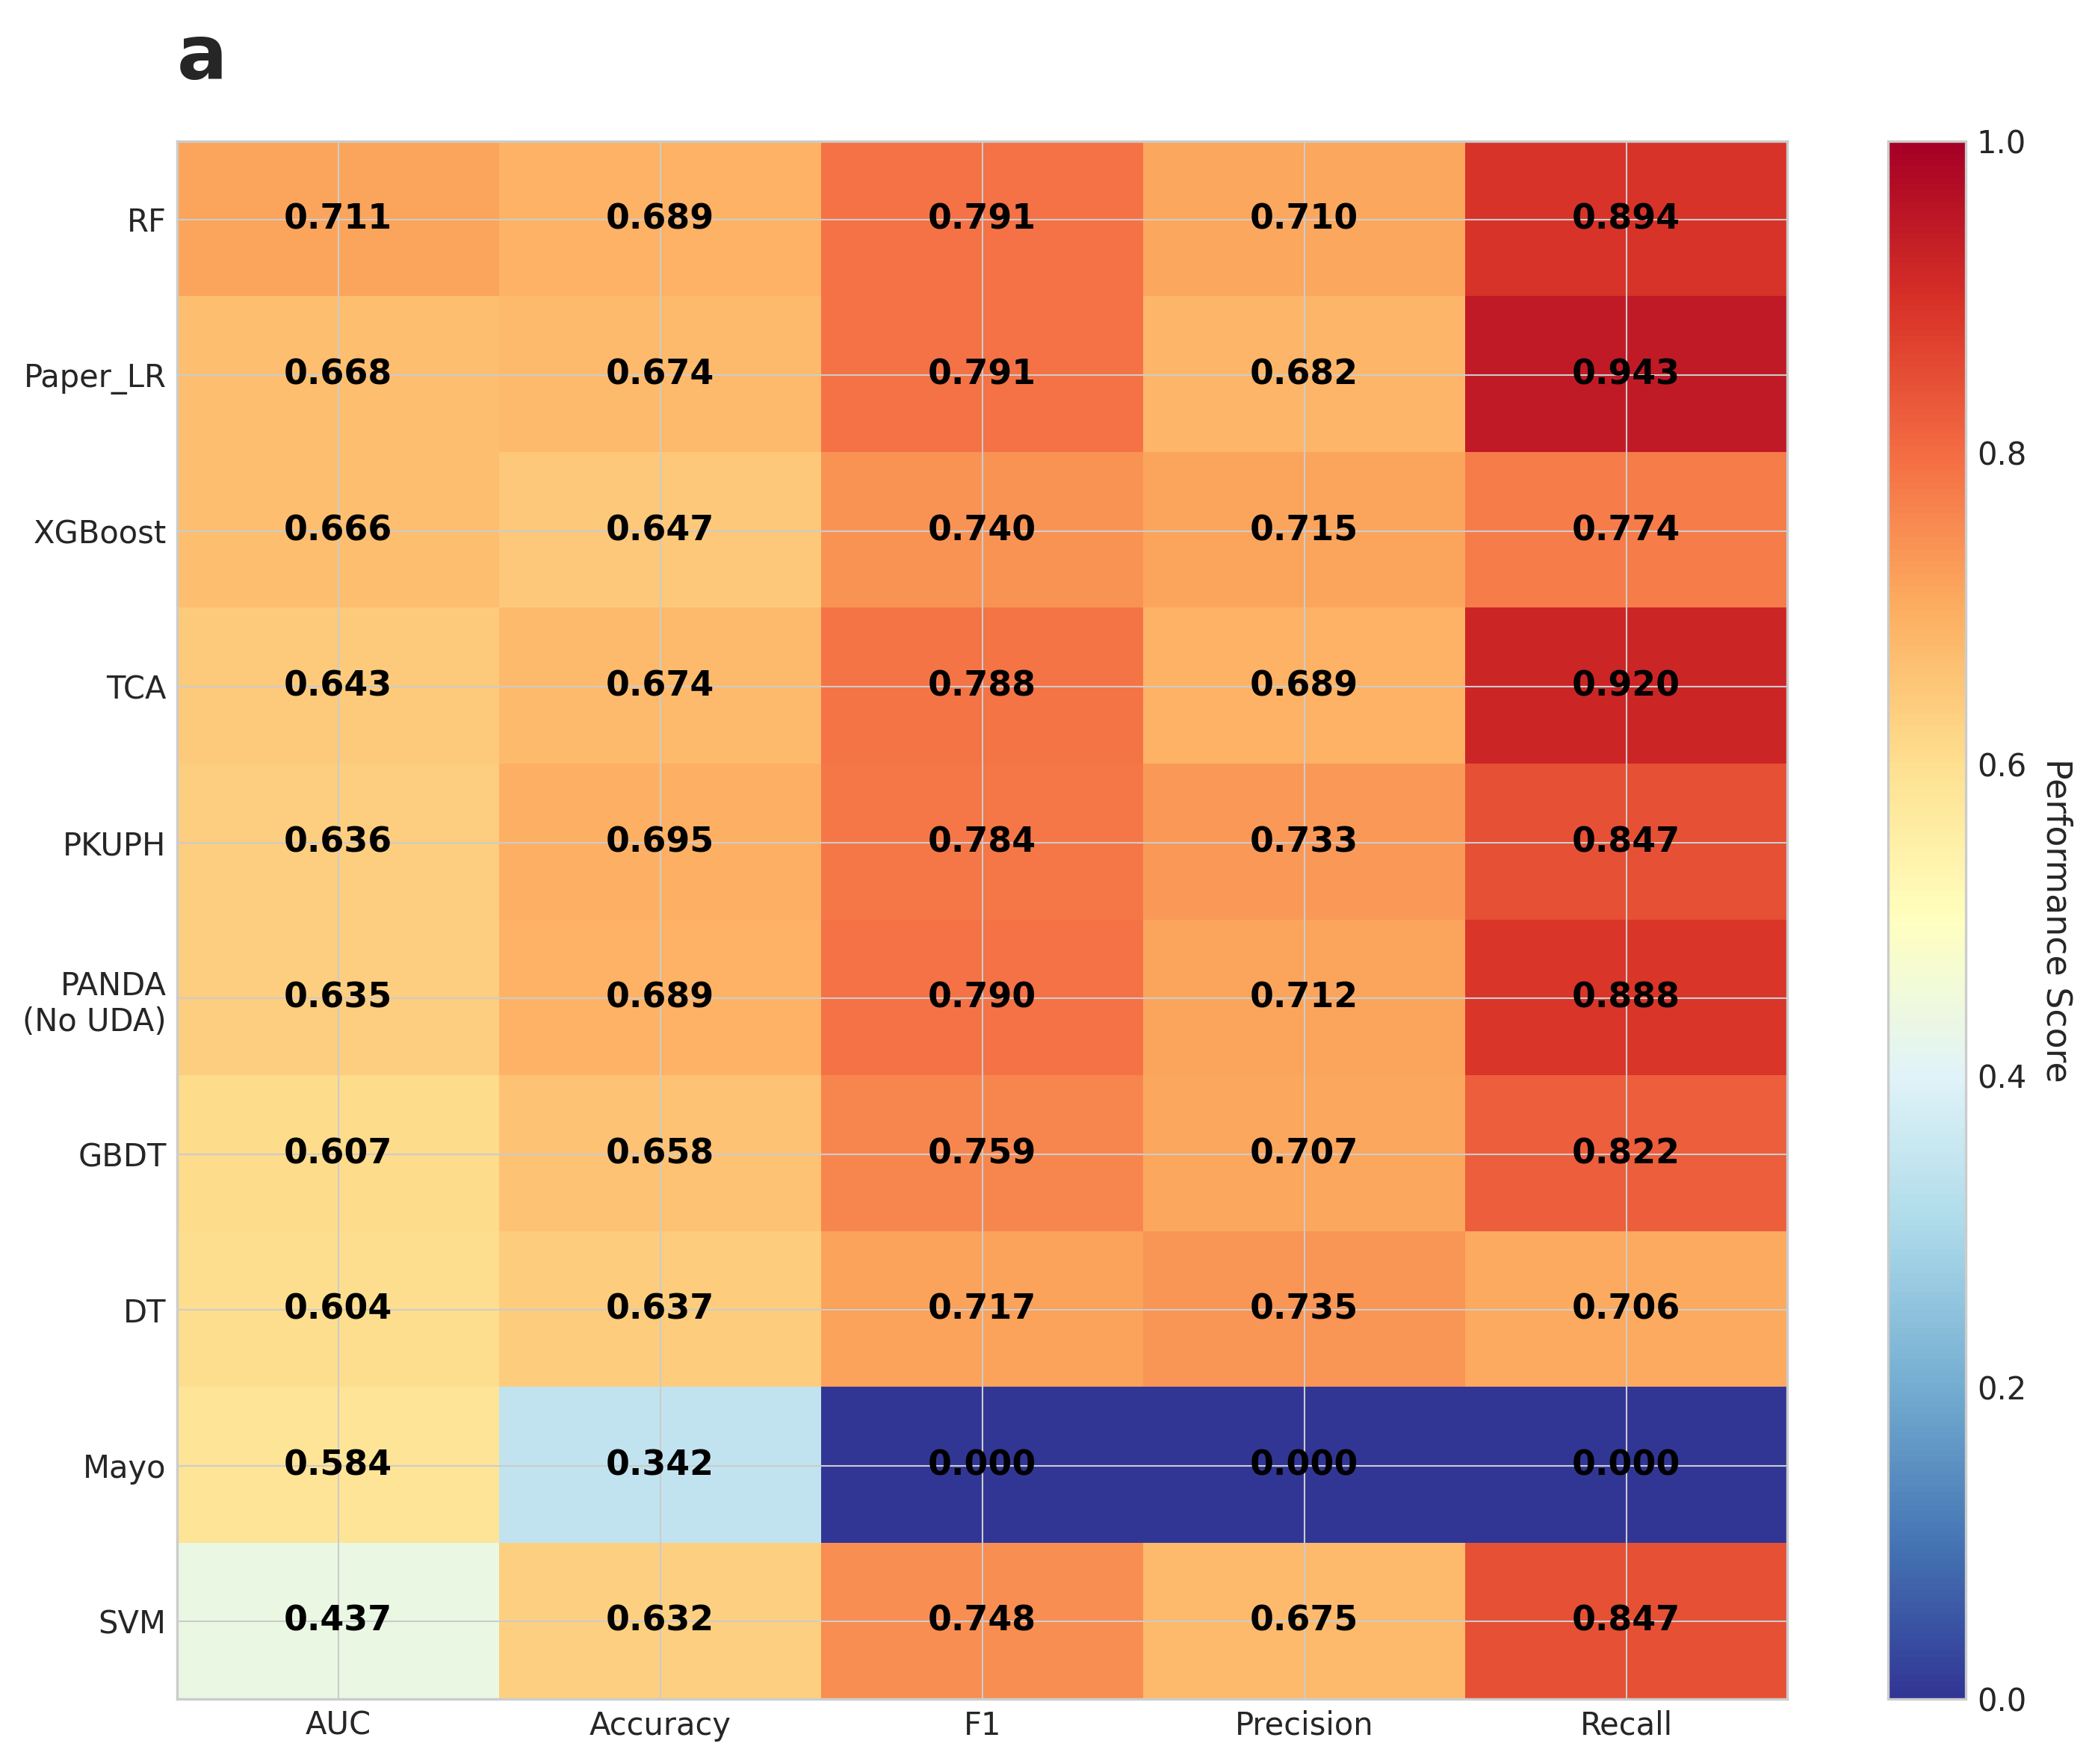 a
RF 0.711 0.689 0.791 0.710 0.894
Paper_LR 0.668 0.674 0.791 0.682 0.943
XGBoost 0.666 0.647 0.740 0.715 0.774
TCA 0.643 0.674 0.788 0.689 0.920
PKUPH 0.636 0.695 0.784 0.733 0.847
PANDA
(No UDA) 0.635 0.689 0.790 0.712 0.888
GBDT 0.607 0.658 0.759 0.707 0.822
DT 0.604 0.637 0.717 0.735 0.706
Mayo 0.584 0.342 0.000 0.000 0.000
SVM 0.437 0.632 0.748 0.675 0.847
AUC Accuracy F1 Precision Recall
1.0
0.8
0.6
0.4
0.2
0.0
Performance Score